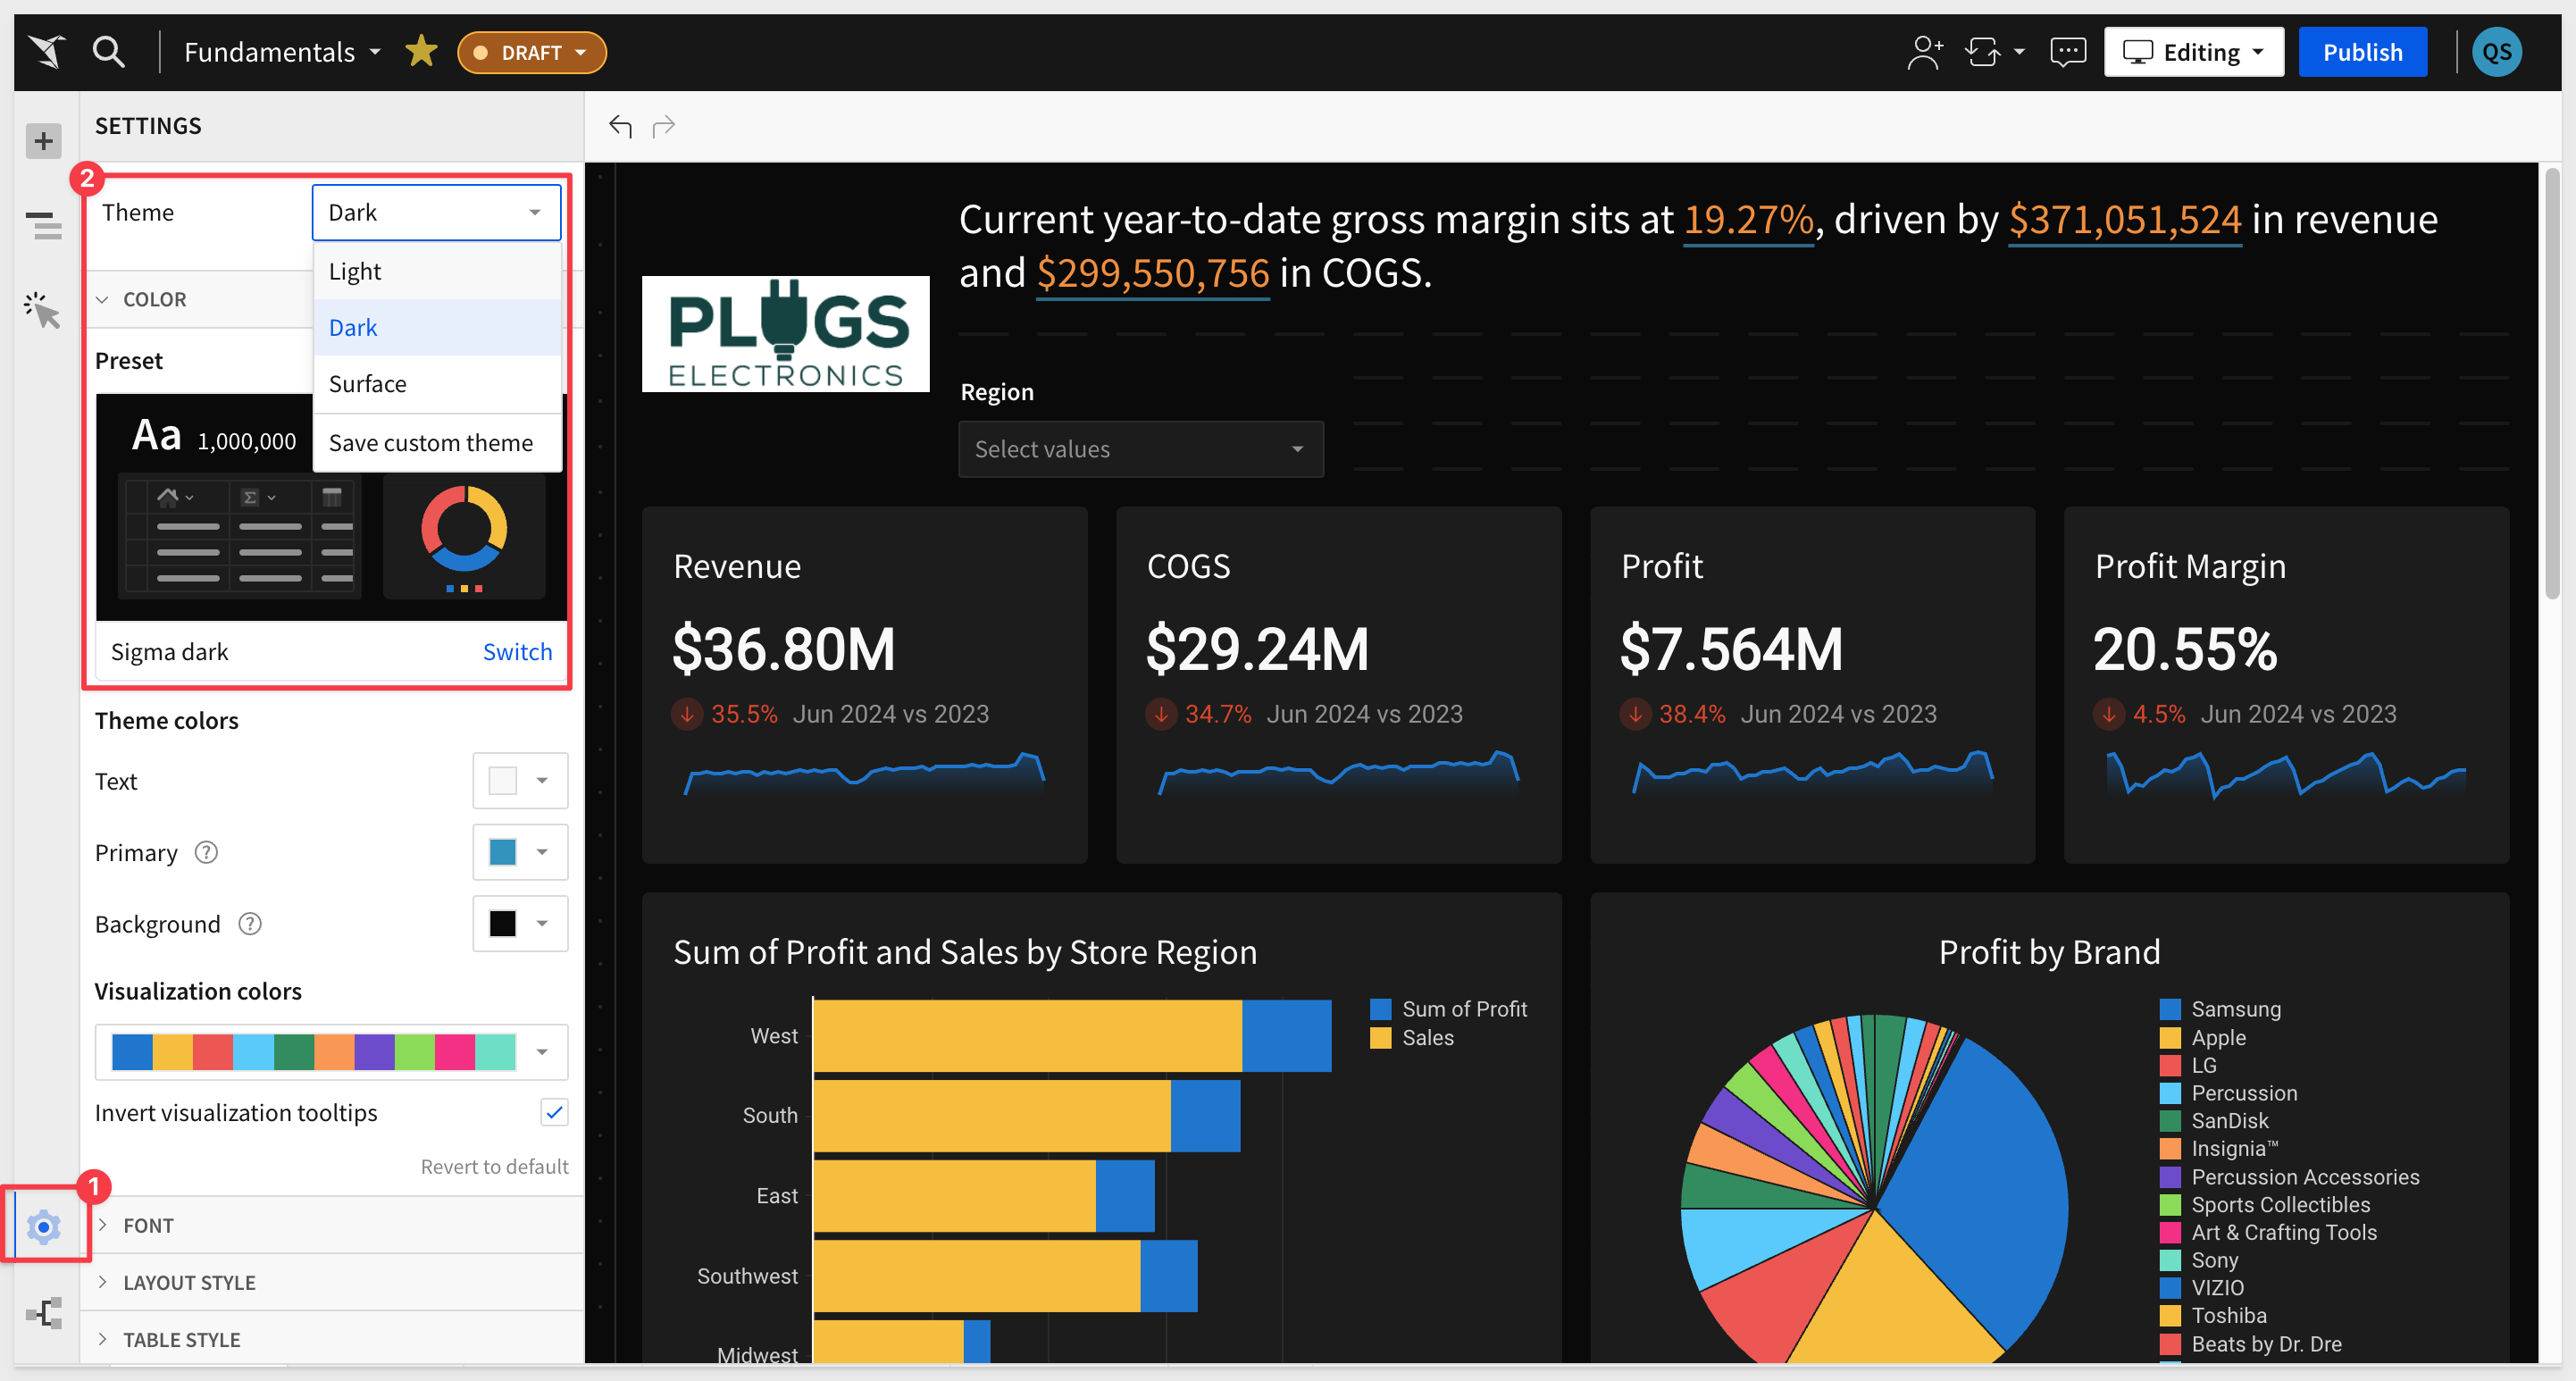 Fundamentals
DRAFT
Editing
Publish
QS
SETTINGS
2
Theme
Dark
Light
Dark
Surface
Save custom theme
COLOR
Preset
Aa 1,000,000
Σ
Sigma dark
Switch
Theme colors
Text
Primary ?
Background ?
Visualization colors
Invert visualization tooltips
Revert to default
1
FONT
LAYOUT STYLE
TABLE STYLE
PLUGS
ELECTRONICS
Current year-to-date gross margin sits at 19.27%, driven by $371,051,524 in revenue
and $299,550,756 in COGS.
Region
Select values
Revenue
$36.80M
35.5% Jun 2024 vs 2023
COGS
$29.24M
34.7% Jun 2024 vs 2023
Profit
$7.564M
38.4% Jun 2024 vs 2023
Profit Margin
20.55%
4.5% Jun 2024 vs 2023
Sum of Profit and Sales by Store Region
West
South
East
Southwest
Midwest
Sum of Profit
Sales
Profit by Brand
Samsung
Apple
LG
Percussion
SanDisk
Insignia™
Percussion Accessories
Sports Collectibles
Art & Crafting Tools
Sony
VIZIO
Toshiba
Beats by Dr. Dre